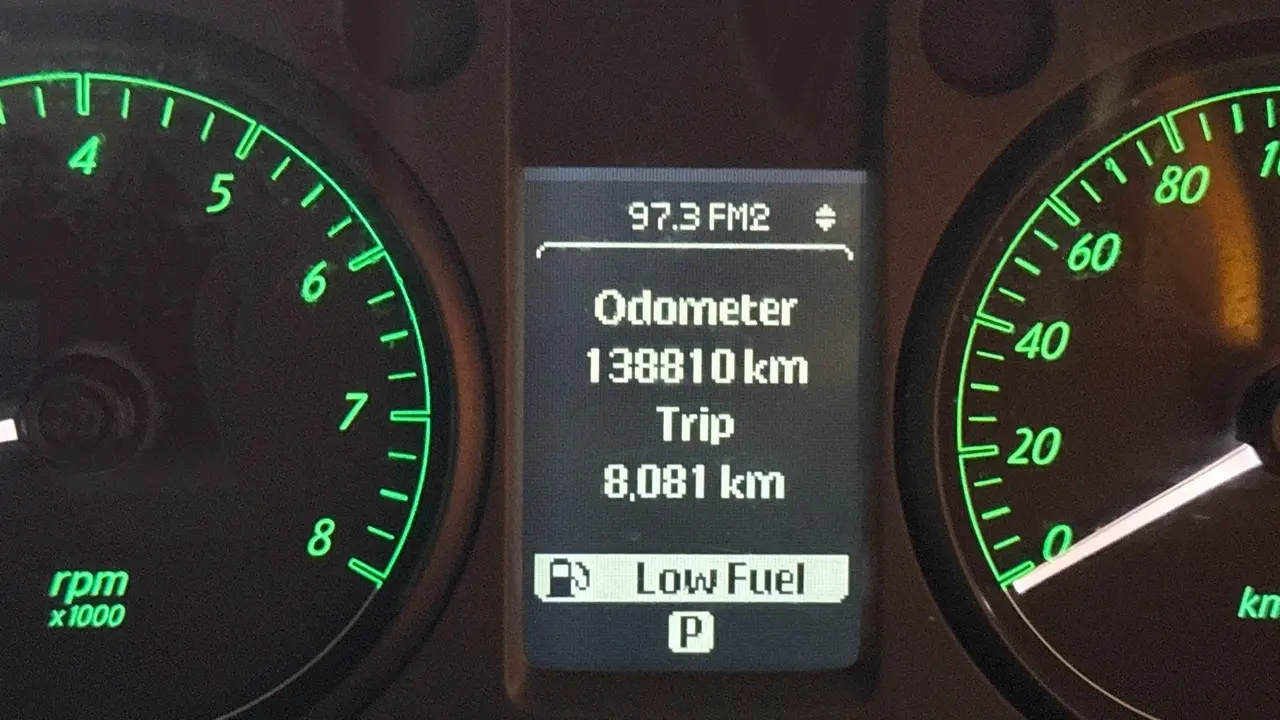 4
5
6
7
8
rpm
x1000
97.3 FM2
Odometer
138810 km
Trip
8,081 km
Low Fuel
P
80
60
40
20
0